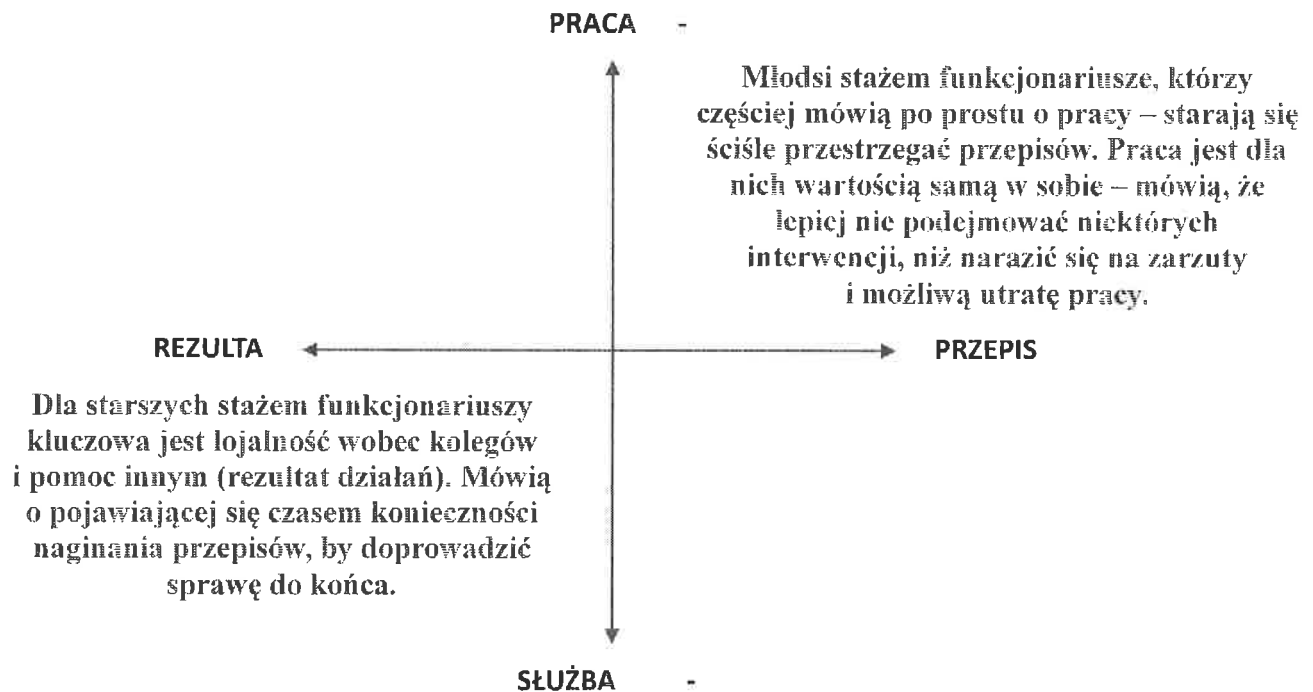 PRACA -
Młodsi stażem funkcjonariusze, którzy
częściej mówią po prostu o pracy – starają się
ściśle przestrzegać przepisów. Praca jest dla
nich wartością samą w sobie – mówią, że
lepiej nie podejmować niektórych
interwencji, niż narazić się na zarzuty
i możliwą utratę pracy.
REZULTA
PRZEPIS
Dla starszych stażem funkcjonariuszy
kluczowa jest lojalność wobec kolegów
i pomoc innym (rezultat działań). Mówią
o pojawiającej się czasem konieczności
naginania przepisów, by doprowadzić
sprawę do końca.
SŁUŻBA -